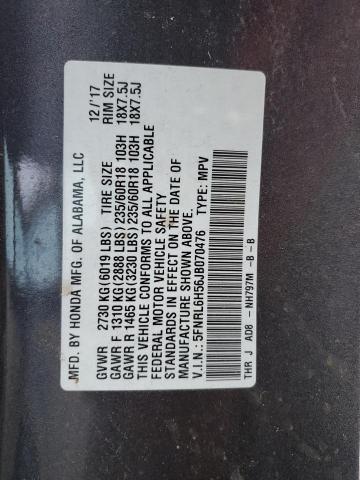 MFD. BY HONDA MFG. OF ALABAMA, LLC 12/'17
GVWR 2730 KG(6019 LBS) TIRE SIZE RIM SIZE
GAWR F 1310 KG(2888 LBS) 235/60R18 103H 18X7.5J
GAWR R 1465 KG(3230 LBS) 235/60R18 103H 18X7.5J
THIS VEHICLE CONFORMS TO ALL APPLICABLE
FEDERAL MOTOR VEHICLE SAFETY
STANDARDS IN EFFECT ON THE DATE OF
MANUFACTURE SHOWN ABOVE.
V.I.N.: 5FNRL6H56JB070476 TYPE: MPV
THR J A08 - NH797M -B -B